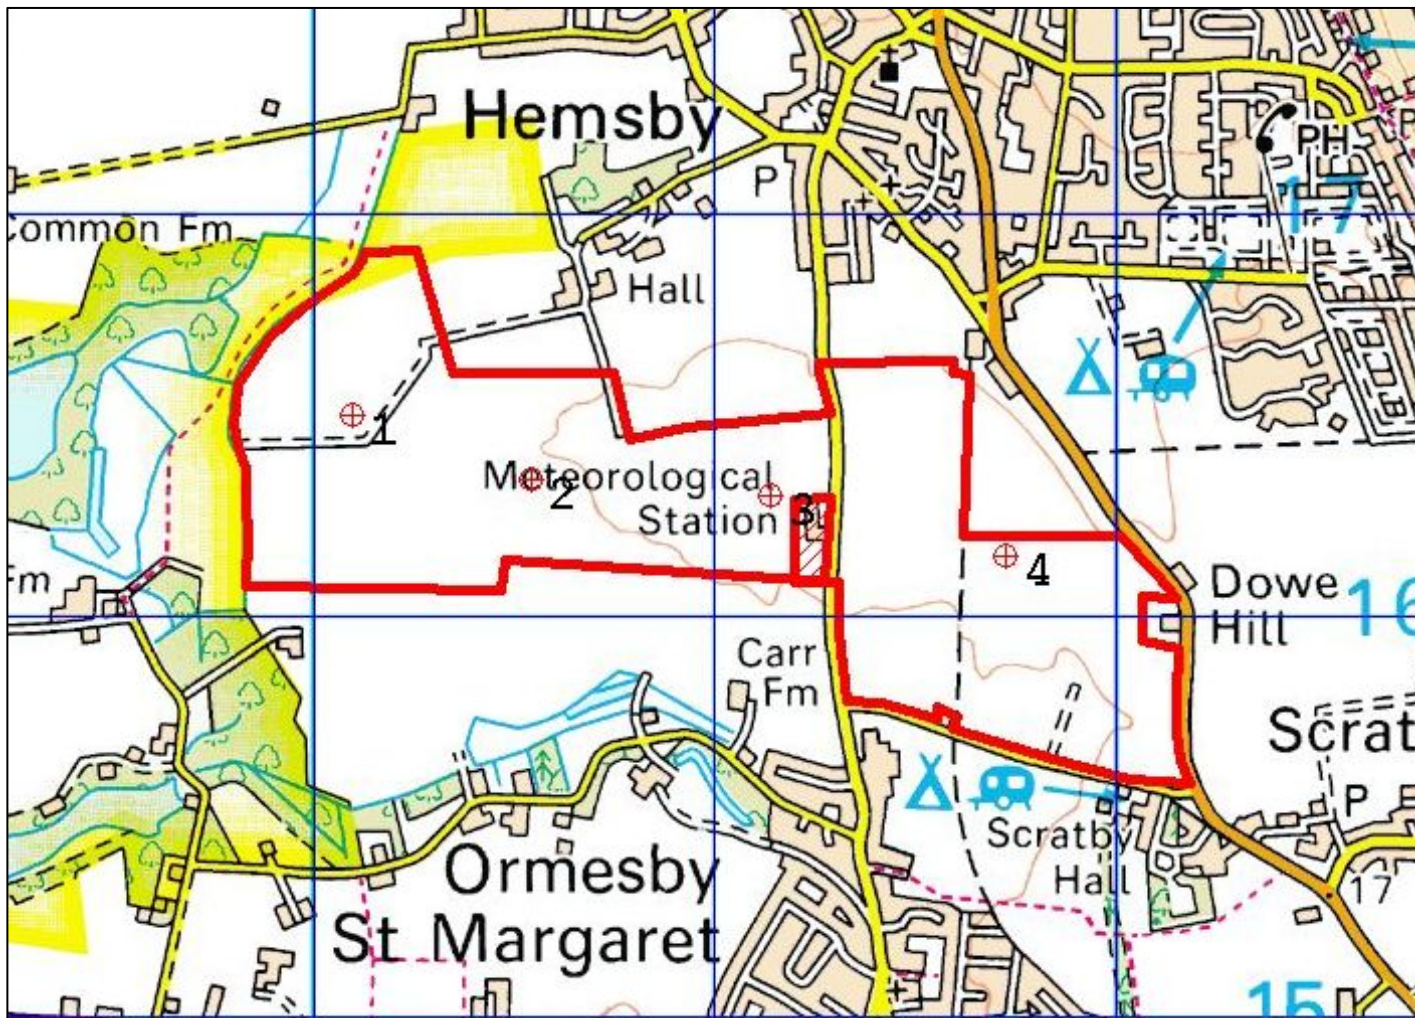 Hemsby
PH
P
P
17
Common Fm
Hall
1
Meteorological
Station
2
3
4
Fm
Dowe
Hill
16
Carr
Fm
Scrat
P
Scratby
Hall
Ormesby
St Margaret
17
15